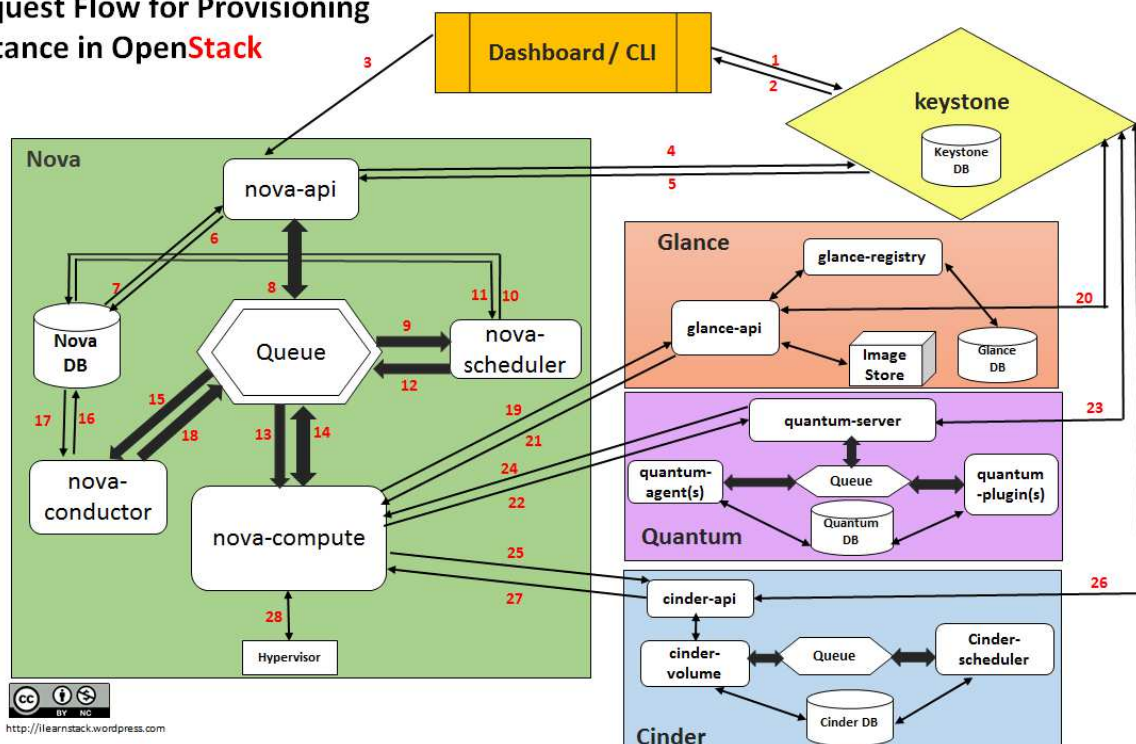 quest Flow for Provisioning
tance in OpenStack
Dashboard / CLI
1
2
3
keystone
Keystone
DB
Nova
nova-api
4
5
6
7
8
11
10
Nova
DB
Queue
9
12
nova-
scheduler
17
16
15
18
13
14
nova-
conductor
nova-compute
19
21
24
22
25
27
28
Hypervisor
Glance
glance-registry
glance-api
20
Image
Store
Glance
DB
quantum-server
23
quantum-
agent(s)
Queue
quantum
-plugin(s)
Quantum
DB
Quantum
cinder-api
26
cinder-
volume
Queue
Cinder-
scheduler
Cinder DB
Cinder
cc
BY NC
http://ilearnstack.wordpress.com